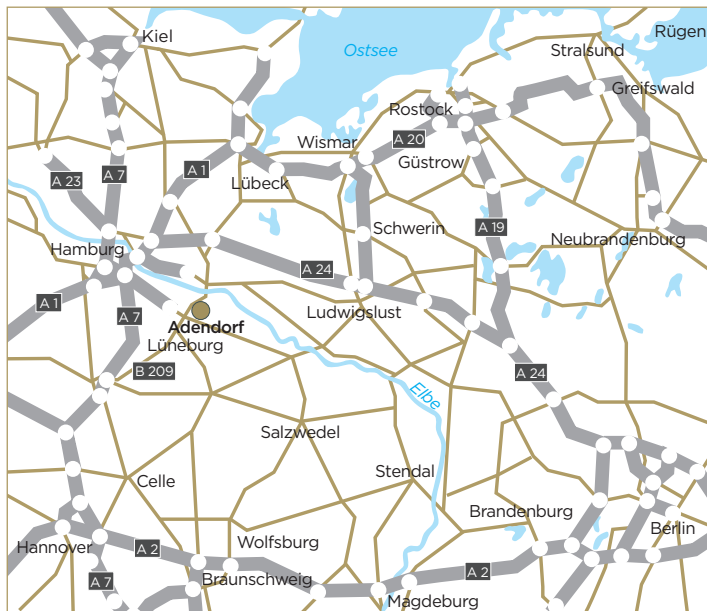 Kiel
Ostsee
Stralsund
Rügen
Greifswald
Rostock
Wismar
A 20
Güstrow
A 23
A 7
A 1
Lübeck
Schwerin
A 19
Neubrandenburg
Hamburg
A 24
A 1
A 7
Adendorf
Ludwigslust
Lüneburg
B 209
A 24
Elbe
Salzwedel
Stendal
Celle
Brandenburg
Berlin
Hannover
A 2
Wolfsburg
A 7
Braunschweig
A 2
Magdeburg